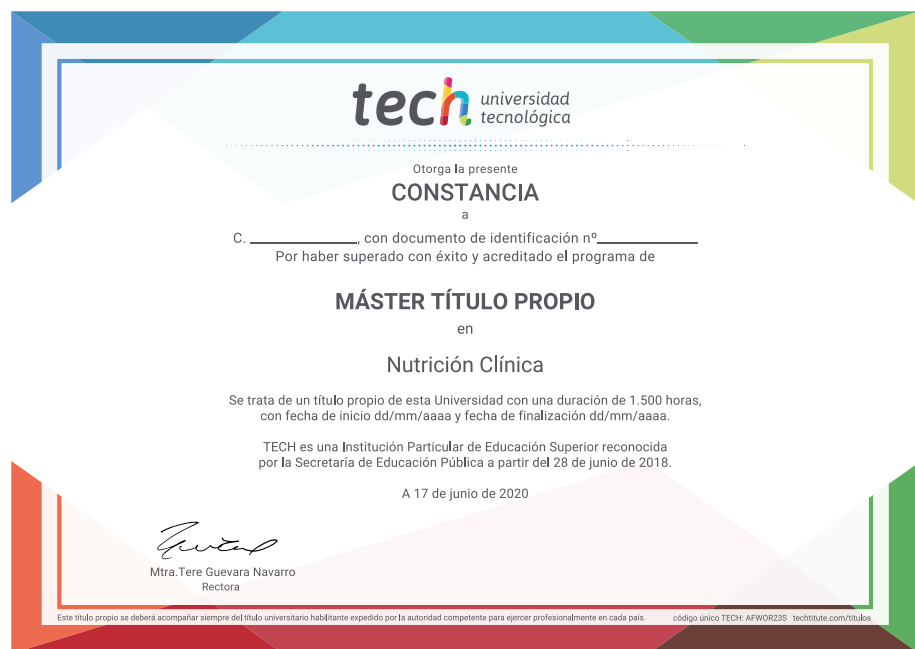 tech universidad
tecnológica
Otorga la presente
CONSTANCIA
a
C. ____________, con documento de identificación nº____________
Por haber superado con éxito y acreditado el programa de
MÁSTER TÍTULO PROPIO
en
Nutrición Clínica
Se trata de un título propio de esta Universidad con una duración de 1.500 horas,
con fecha de inicio dd/mm/aaaa y fecha de finalización dd/mm/aaaa.
TECH es una Institución Particular de Educación Superior reconocida
por la Secretaría de Educación Pública a partir del 28 de junio de 2018.
A 17 de junio de 2020
Mtra.Tere Guevara Navarro
Rectora
Este título propio se deberá acompañar siempre del título universitario habilitante expedido por la autoridad competente para ejercer profesionalmente en cada país. código único TECH: AFWOR23S techtitute.com/titulos